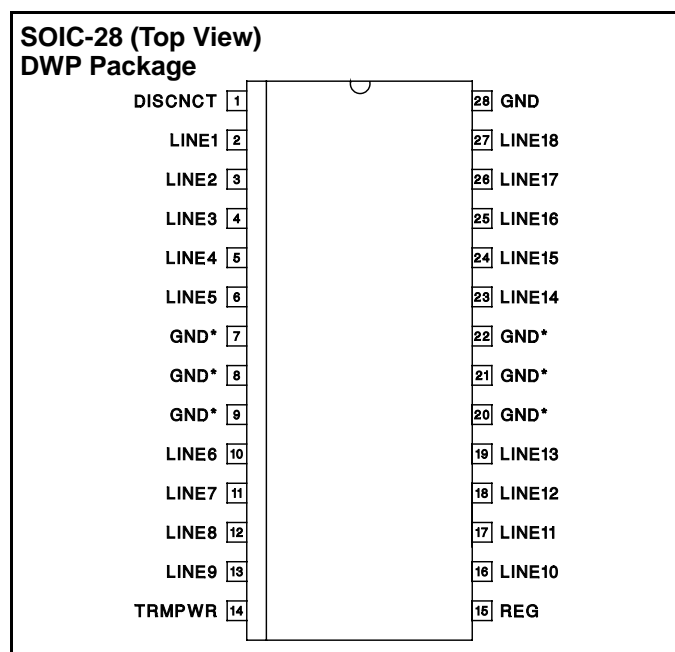 SOIC-28 (Top View)
DWP Package
DISCNCT 1 28 GND
LINE1 2 27 LINE18
LINE2 3 26 LINE17
LINE3 4 25 LINE16
LINE4 5 24 LINE15
LINE5 6 23 LINE14
GND* 7 22 GND*
GND* 8 21 GND*
GND* 9 20 GND*
LINE6 10 19 LINE13
LINE7 11 18 LINE12
LINE8 12 17 LINE11
LINE9 13 16 LINE10
TRMPWR 14 15 REG